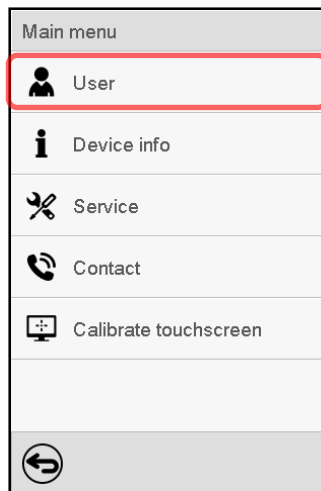 Main menu
User
Device info
Service
Contact
Calibrate touchscreen